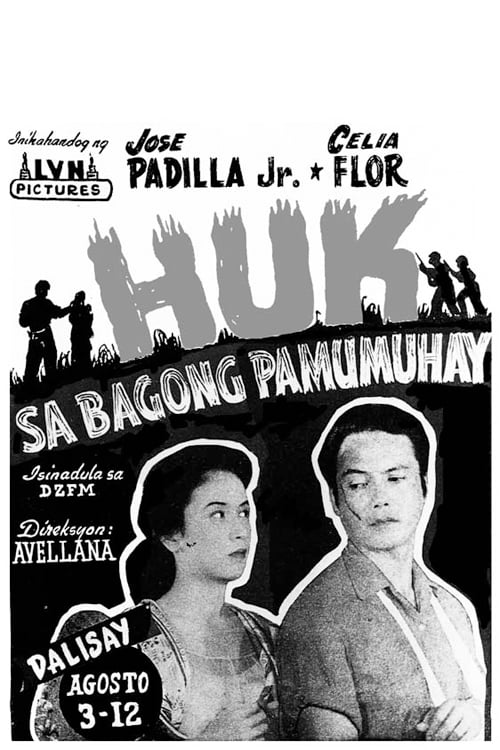 Inihahandog ng
LVN
PICTURES
JOSE
PADILLA Jr. ★
CELIA
FLOR
HUK
SA BAGONG PAMUMUHAY
Isinadula sa
DZFM
Direksyon:
AVELLANA
DALISAY
AGOSTO
3-12